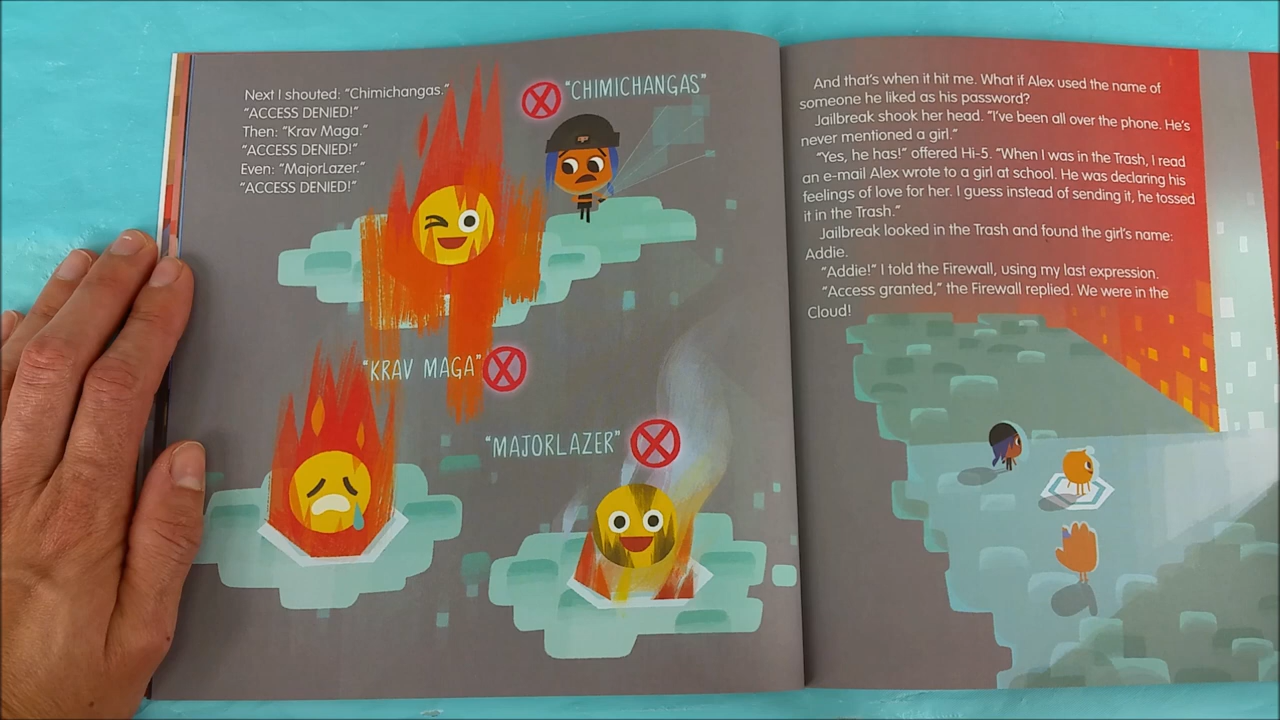 Next I shouted: “Chimichangas.”
“ACCESS DENIED!”
Then: “Krav Maga.”
“ACCESS DENIED!”
Even: “MajorLazer.”
“ACCESS DENIED!”
“CHIMICHANGAS”
“KRAV MAGA”
“MAJORLAZER”
And that’s when it hit me. What if Alex used the name of
someone he liked as his password?
Jailbreak shook her head. “I’ve been all over the phone. He’s
never mentioned a girl.”
“Yes, he has!” offered Hi-5. “When I was in the Trash, I read
an e-mail Alex wrote to a girl at school. He was declaring his
feelings of love for her. I guess instead of sending it, he tossed
it in the Trash.”
Jailbreak looked in the Trash and found the girl’s name:
Addie.
“Addie!” I told the Firewall, using my last expression.
“Access granted,” the Firewall replied. We were in the
Cloud!